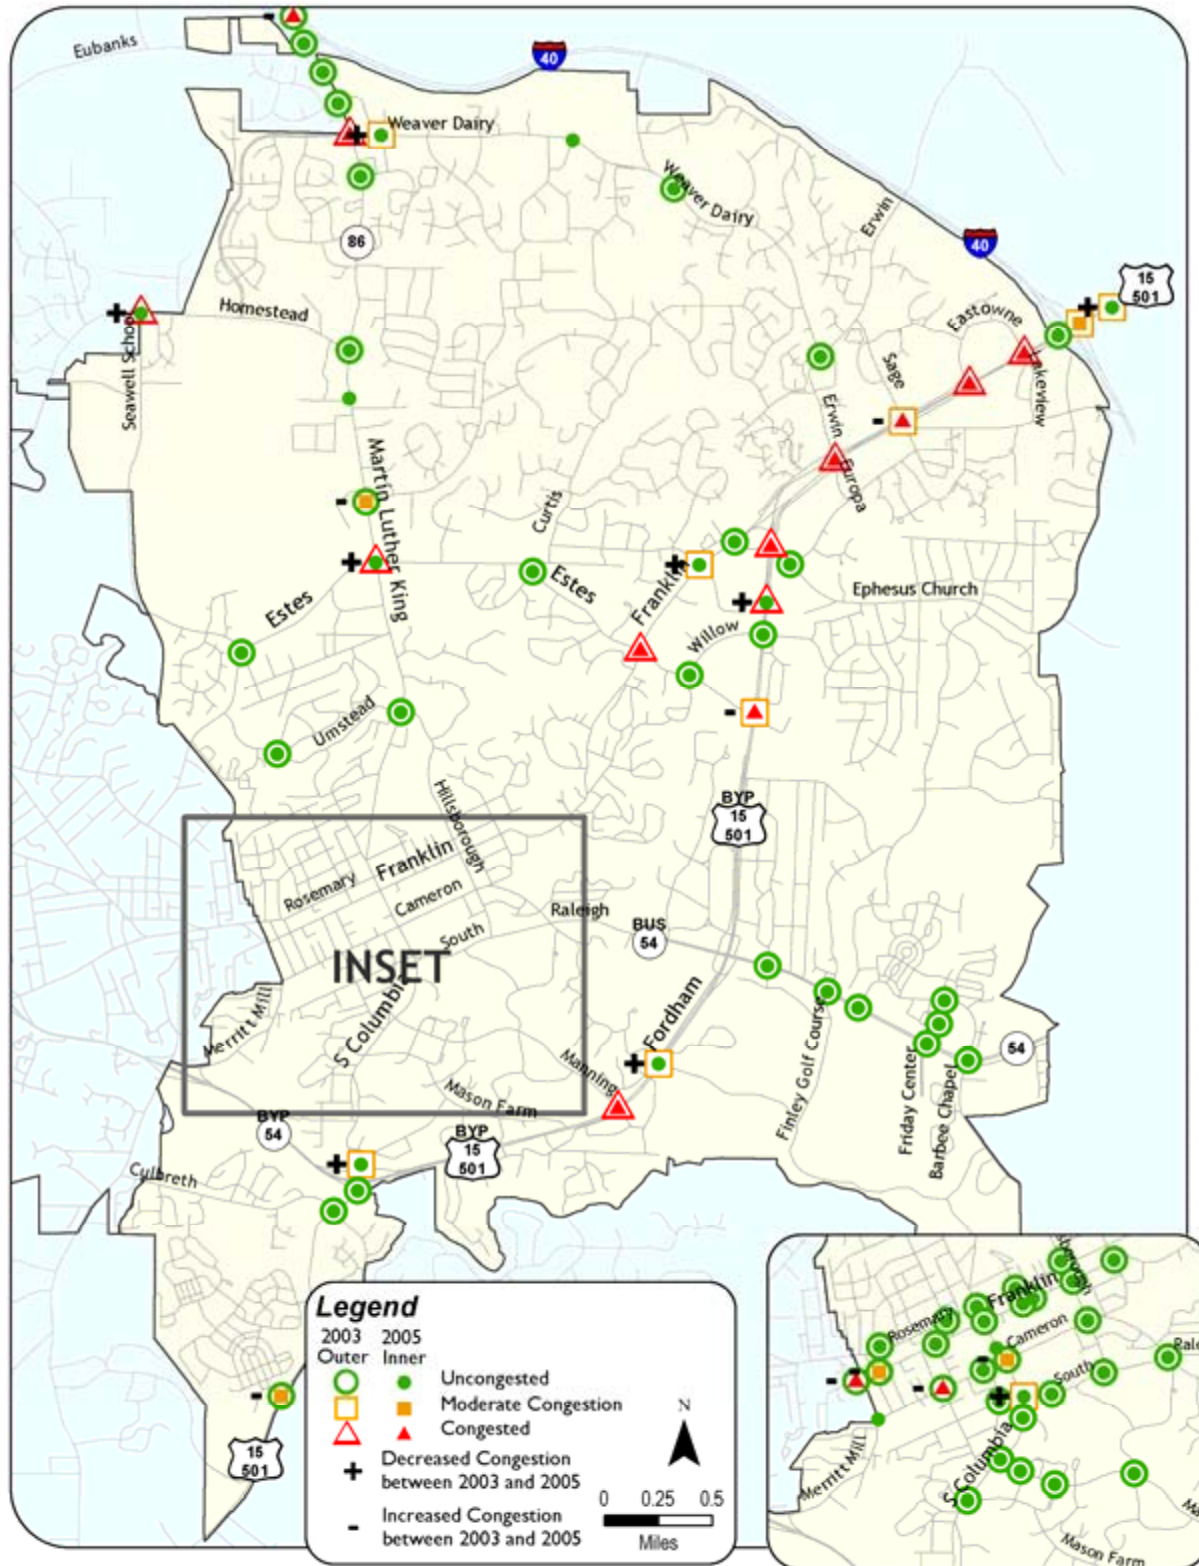 Eubanks
40
Weaver Dairy
Weaver Dairy
Erwin
86
40
15
501
Homestead
Eastowne
Seawell School
Sage
Lakeview
Erwin
Europa
Martin Luther King
Curtis
Estes
Estes
Franklin
Ephesus Church
Willow
Umstead
Hillsborough
BYP
15
501
Franklin
Rosemary
Cameron
Raleigh
South
BUS
54
INSET
S Columbia
Merritt Mill
Fordham
Finley Golf Course
Friday Center
Barbee Chapel
54
Manning
Mason Farm
BYP
54
BYP
15
501
Culbreth
15
501
Legend
2003 2005
Outer Inner
Uncongested
Moderate Congestion
Congested
Decreased Congestion
between 2003 and 2005
Increased Congestion
between 2003 and 2005
N
0 0.25 0.5
Miles
Franklin
Rosemary
Cameron
South
S Columbia
Merritt Mill
Mason Farm